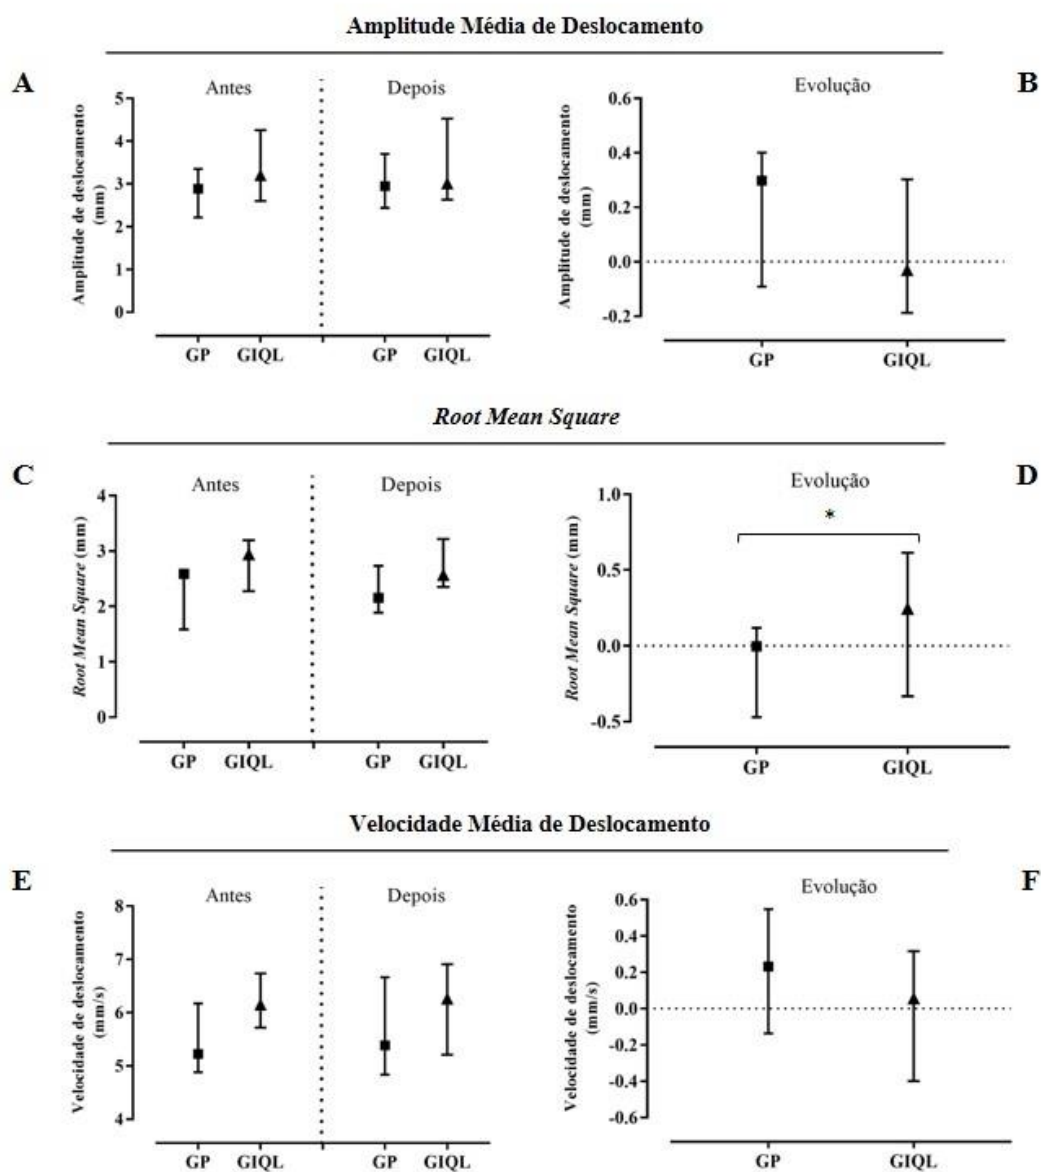 Amplitude Média de Deslocamento
A
Antes
Depois
Amplitude de deslocamento
(mm)
5
4
3
2
1
0
GP
GIQL
GP
GIQL
B
Evolução
Amplitude de deslocamento
(mm)
0.6
0.4
0.2
0.0
-0.2
GP
GIQL
Root Mean Square
C
Antes
Depois
Root Mean Square (mm)
4
3
2
1
0
GP
GIQL
GP
GIQL
D
Evolução
*
Root Mean Square (mm)
1.0
0.5
0.0
-0.5
GP
GIQL
Velocidade Média de Deslocamento
E
Antes
Depois
Velocidade de deslocamento
(mm/s)
8
7
6
5
4
GP
GIQL
GP
GIQL
F
Evolução
Velocidade de deslocamento
(mm/s)
0.6
0.4
0.2
0.0
-0.2
-0.4
-0.6
GP
GIQL